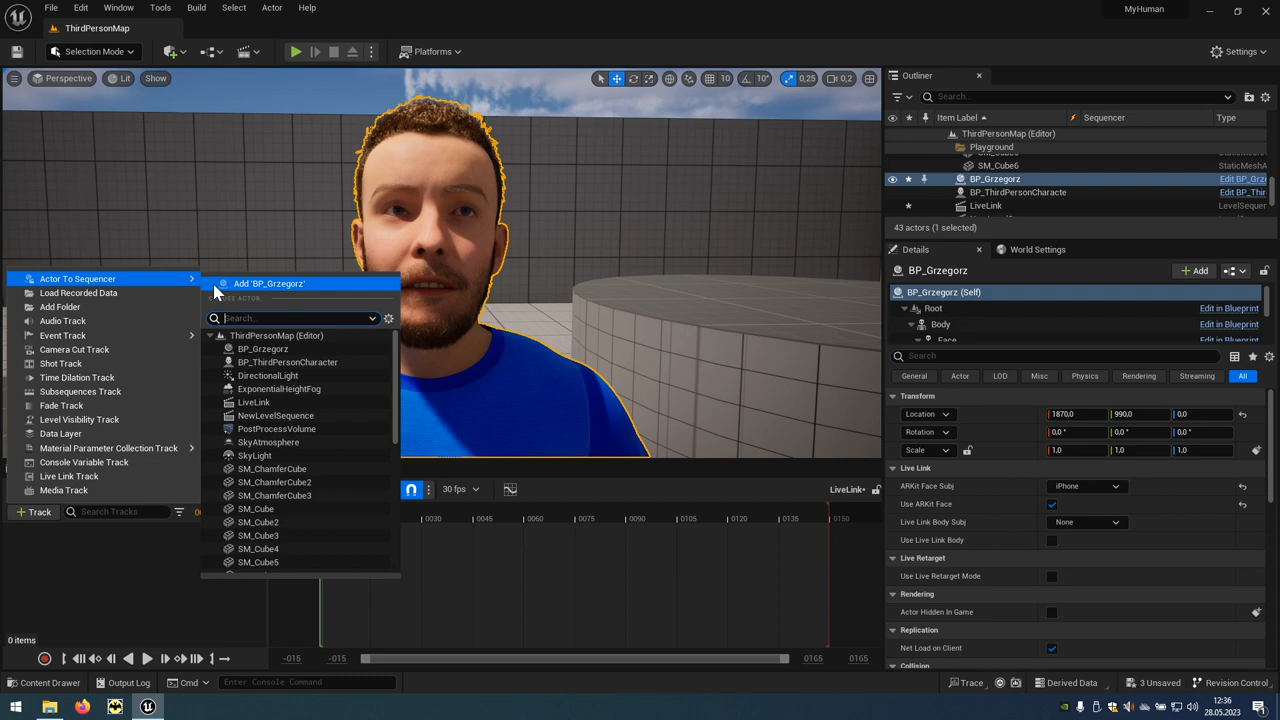 File Edit Window Tools Build Select Actor Help
MyHuman
ThirdPersonMap
Selection Mode
Platforms
Settings
Perspective
Lit
Show
10
10°
0,25
0,2
Outliner
Search...
Item Label
Sequencer
Type
ThirdPersonMap (Editor)
Playground
SM_Cube6
StaticMeshA
BP_Grzegorz
Edit BP_Grz
BP_ThirdPersonCharacte
Edit BP_Thir
LiveLink
LevelSequer
43 actors (1 selected)
Details
World Settings
BP_Grzegorz
Add
BP_Grzegorz (Self)
Root
Edit in Blueprint
Body
Edit in Blueprint
Face
Edit in Blueprint
Search
General Actor LOD Misc Physics Rendering Streaming All
Transform
Location
1870,0 990,0 0,0
Rotation
0,0 ° 0,0 ° 0,0 °
Scale
1,0 1,0 1,0
Live Link
ARKit Face Subj
iPhone
Use ARKit Face
Live Link Body Subj
None
Use Live Link Body
Live Retarget
Use Live Retarget Mode
Rendering
Actor Hidden In Game
Replication
Net Load on Client
Collision
Actor To Sequencer
Load Recorded Data
Add Folder
Audio Track
Event Track
Camera Cut Track
Shot Track
Time Dilation Track
Subsequences Track
Fade Track
Level Visibility Track
Data Layer
Material Parameter Collection Track
Console Variable Track
Live Link Track
Media Track
Add 'BP_Grzegorz'
Search...
ThirdPersonMap (Editor)
BP_Grzegorz
BP_ThirdPersonCharacter
DirectionalLight
ExponentialHeightFog
LiveLink
NewLevelSequence
PostProcessVolume
SkyAtmosphere
SkyLight
SM_ChamferCube
SM_ChamferCube2
SM_ChamferCube3
SM_Cube
SM_Cube2
SM_Cube3
SM_Cube4
SM_Cube5
30 fps
LiveLink*
Track
Search Tracks
0030 0045 0060 0075 0090 0105 0120 0135 0150
0 items
-015 -015 0165 0165
Content Drawer
Output Log
Cmd
Enter Console Command
Trace
Derived Data
3 Unsaved
Revision Control
12:36
28.05.2023